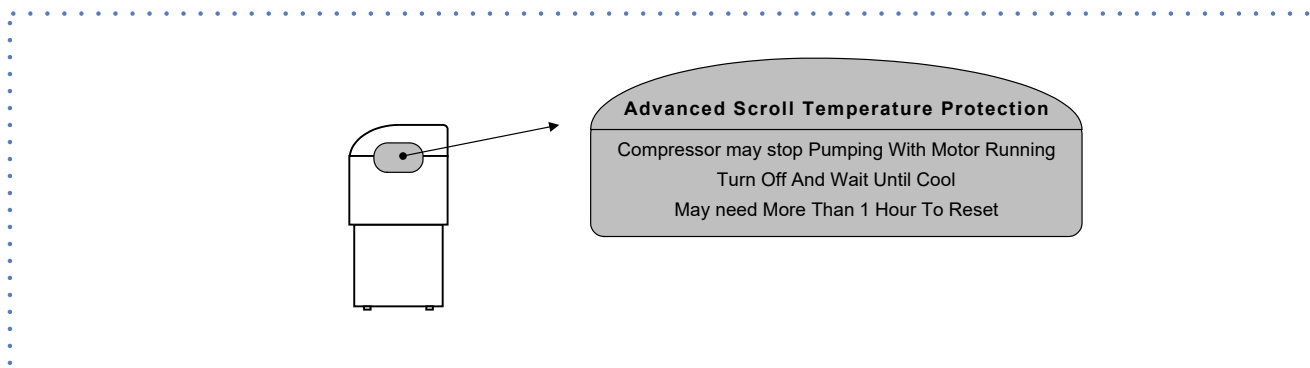 Advanced Scroll Temperature Protection
Compressor may stop Pumping With Motor Running
Turn Off And Wait Until Cool
May need More Than 1 Hour To Reset